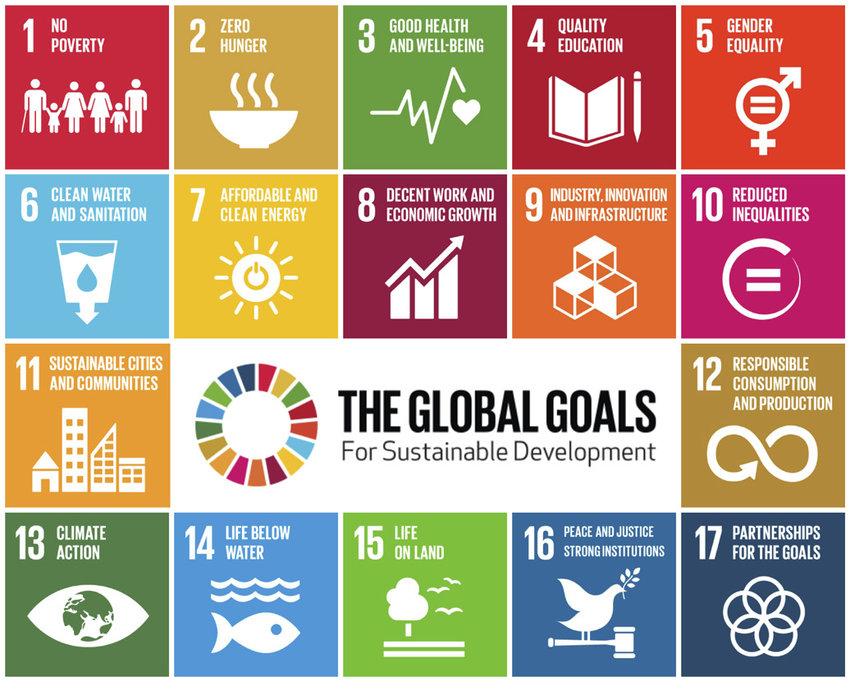 1 NO
POVERTY
2 ZERO
HUNGER
3 GOOD HEALTH
AND WELL-BEING
4 QUALITY
EDUCATION
5 GENDER
EQUALITY
6 CLEAN WATER
AND SANITATION
7 AFFORDABLE AND
CLEAN ENERGY
8 DECENT WORK AND
ECONOMIC GROWTH
9 INDUSTRY, INNOVATION
AND INFRASTRUCTURE
10 REDUCED
INEQUALITIES
11 SUSTAINABLE CITIES
AND COMMUNITIES
THE GLOBAL GOALS
For Sustainable Development
12 RESPONSIBLE
CONSUMPTION
AND PRODUCTION
13 CLIMATE
ACTION
14 LIFE BELOW
WATER
15 LIFE
ON LAND
16 PEACE AND JUSTICE
STRONG INSTITUTIONS
17 PARTNERSHIPS
FOR THE GOALS